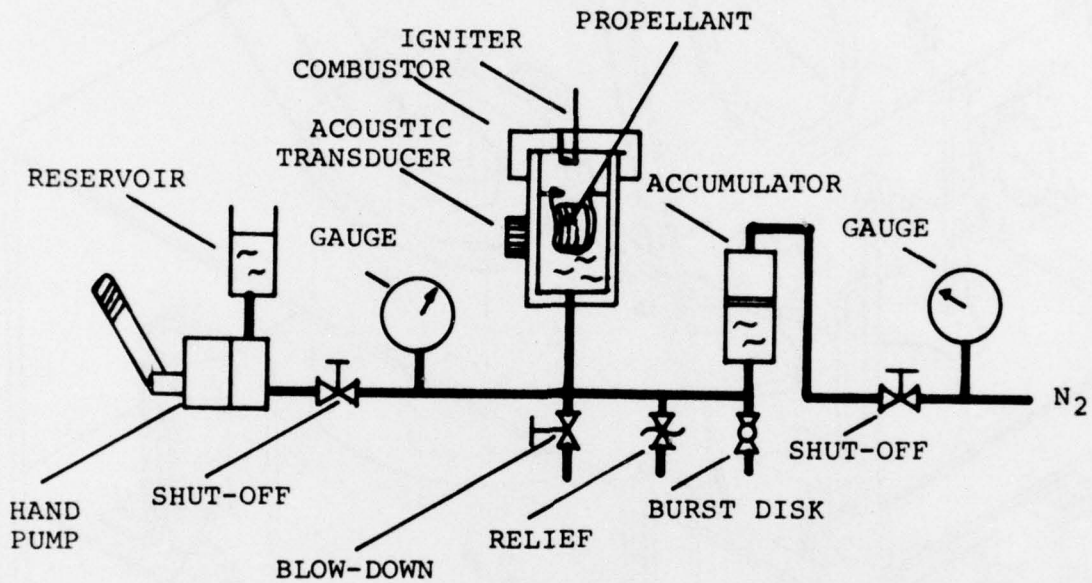 PROPELLANT
IGNITER
COMBUSTOR
ACOUSTIC
TRANSDUCER
RESERVOIR
GAUGE
ACCUMULATOR
GAUGE
N2
SHUT-OFF
HAND
PUMP
SHUT-OFF
BLOW-DOWN
RELIEF
BURST DISK